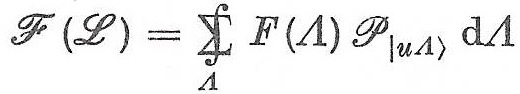 ℱ(ℒ) = ⨋_Λ F(Λ) 𝒫_{|uΛ⟩} dΛ